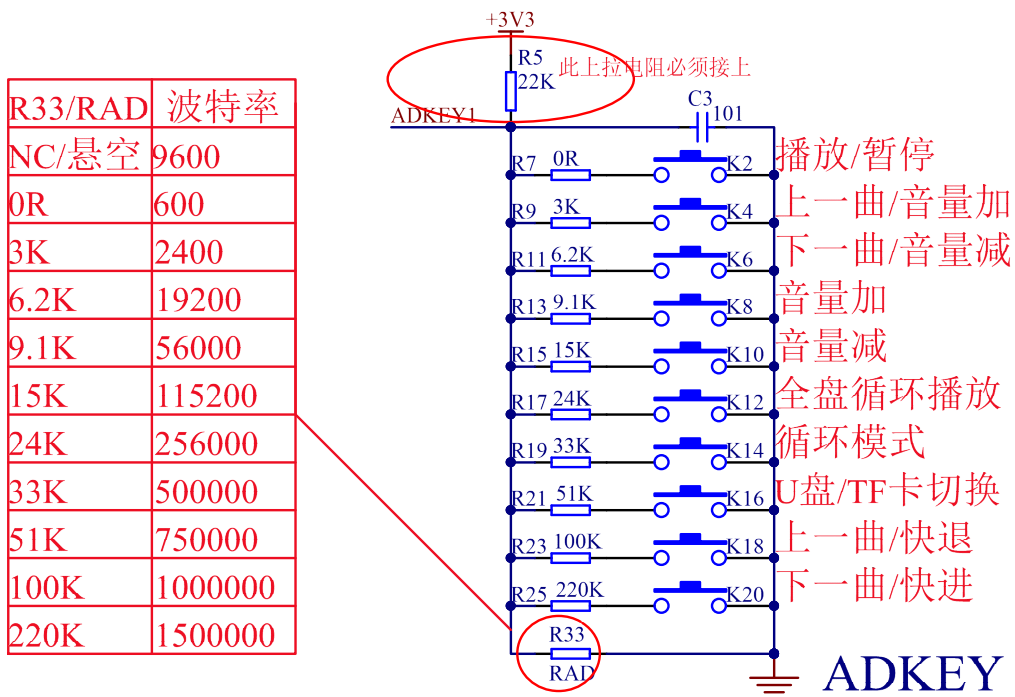 +3V3
R5
22K
此上拉电阻必须接上
ADKEY1
C3
101
R33/RAD 波特率
NC/悬空 9600
0R 600
3K 2400
6.2K 19200
9.1K 56000
15K 115200
24K 256000
33K 500000
51K 750000
100K 1000000
220K 1500000
R7 0R K2 播放/暂停
R9 3K K4 上一曲/音量加
R11 6.2K K6 下一曲/音量减
R13 9.1K K8 音量加
R15 15K K10 音量减
R17 24K K12 全盘循环播放
R19 33K K14 循环模式
R21 51K K16 U盘/TF卡切换
R23 100K K18 上一曲/快退
R25 220K K20 下一曲/快进
R33
RAD
ADKEY